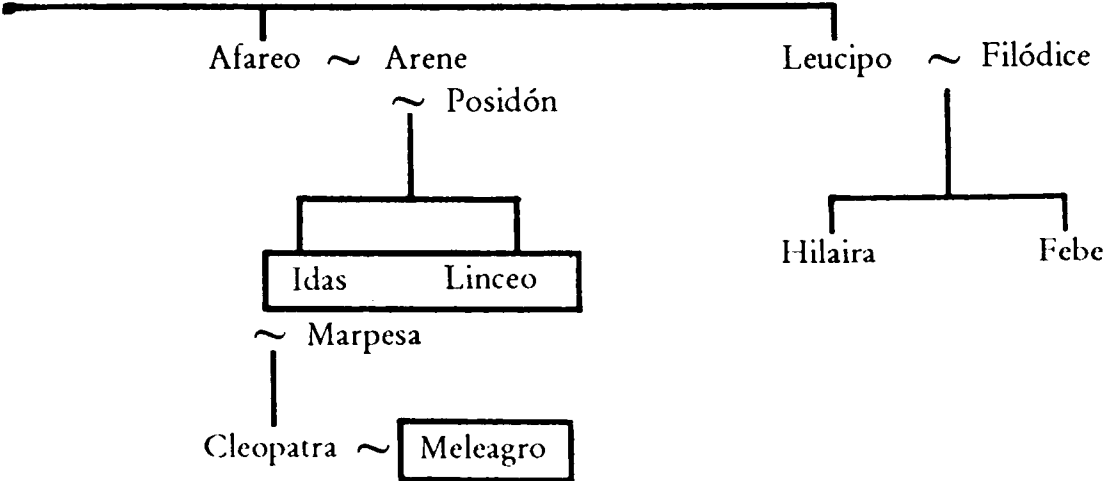 Afareo ~ Arene Leucipo ~ Filódice
~ Posidón
Hilaira Febe
Idas Linceo
~ Marpesa
Cleopatra ~ Meleagro